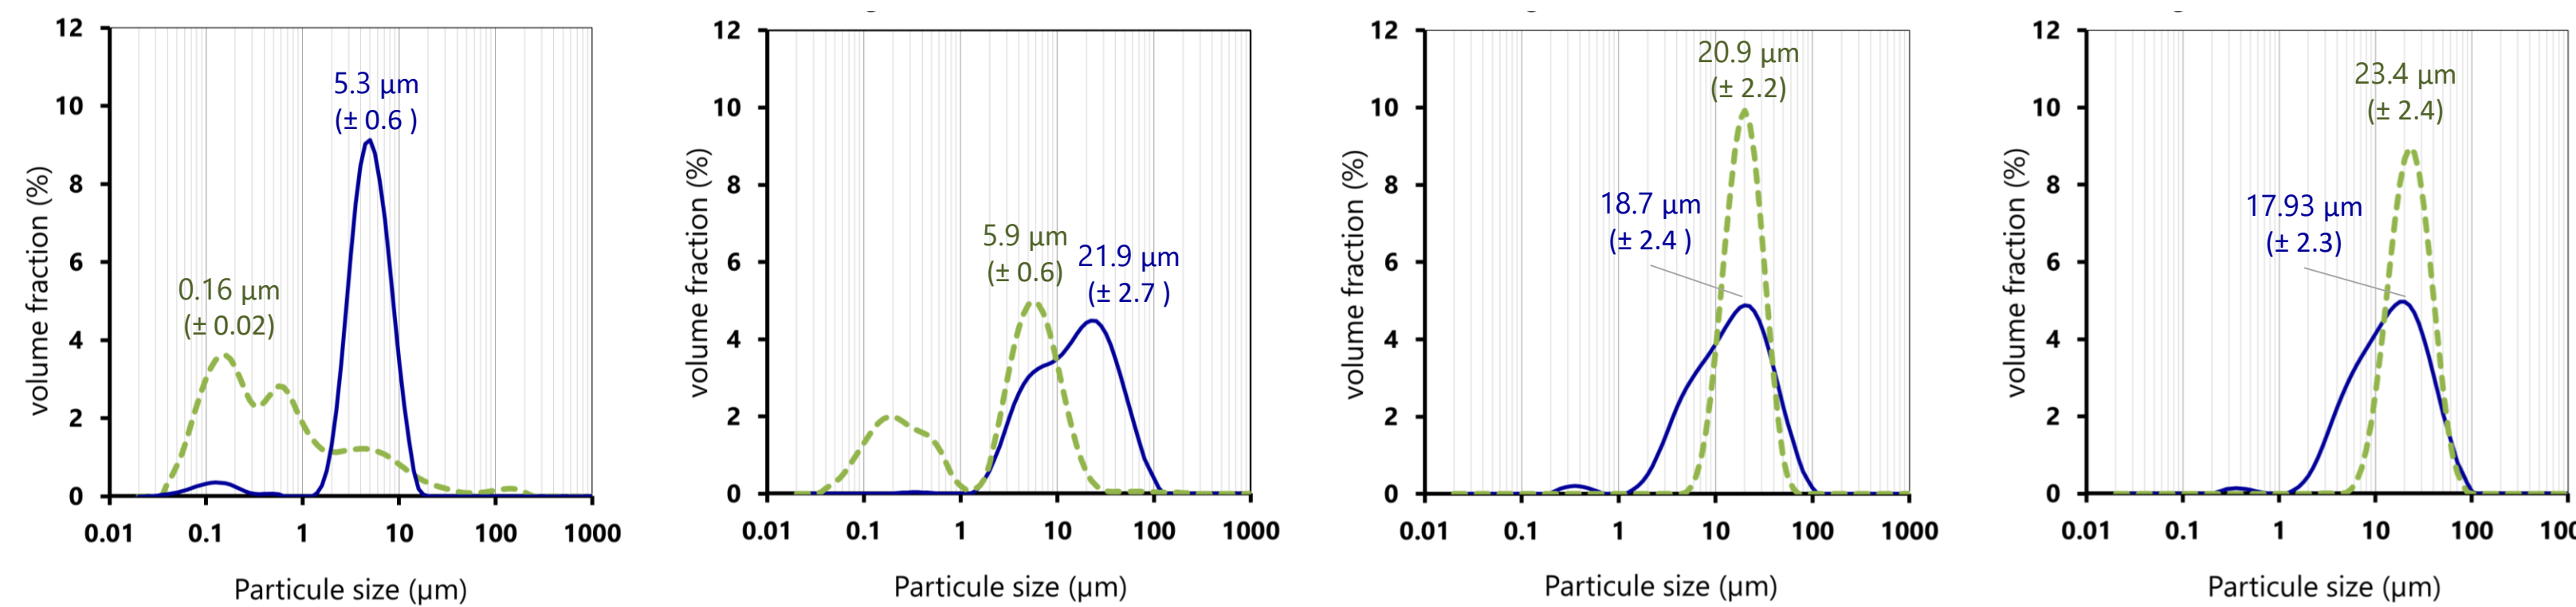 12
10
8
6
4
2
0
volume fraction (%)
5.3 µm
(± 0.6 )
0.16 µm
(± 0.02)
0.01 0.1 1 10 100 1000
Particule size (µm)
12
10
8
6
4
2
0
volume fraction (%)
5.9 µm
(± 0.6)
21.9 µm
(± 2.7 )
0.01 0.1 1 10 100 1000
Particule size (µm)
12
10
8
6
4
2
0
volume fraction (%)
20.9 µm
(± 2.2)
18.7 µm
(± 2.4 )
0.01 0.1 1 10 100 1000
Particule size (µm)
12
10
8
6
4
2
0
volume fraction (%)
23.4 µm
(± 2.4)
17.93 µm
(± 2.3)
0.01 0.1 1 10 100
Particule size (µm)